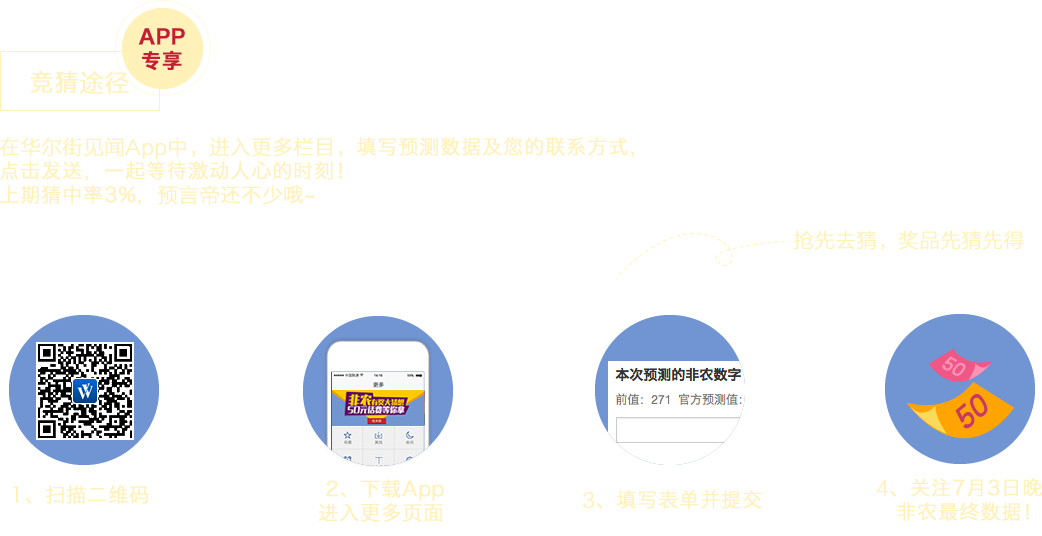 APP
专享
竞猜途径
在华尔街见闻App中，进入更多栏目，填写预测数据及您的联系方式，
点击发送，一起等待激动人心的时刻！
上期猜中率3%，预言帝还不少哦~
抢先去猜，奖品先猜先得
W
更多
非农有奖大猜想
50元话费等你拿
本次预测的非农数字
前值：271 官方预测值：
50
50
1、扫描二维码
2、下载App
进入更多页面
3、填写表单并提交
4、关注7月3日晚
非农最终数据！